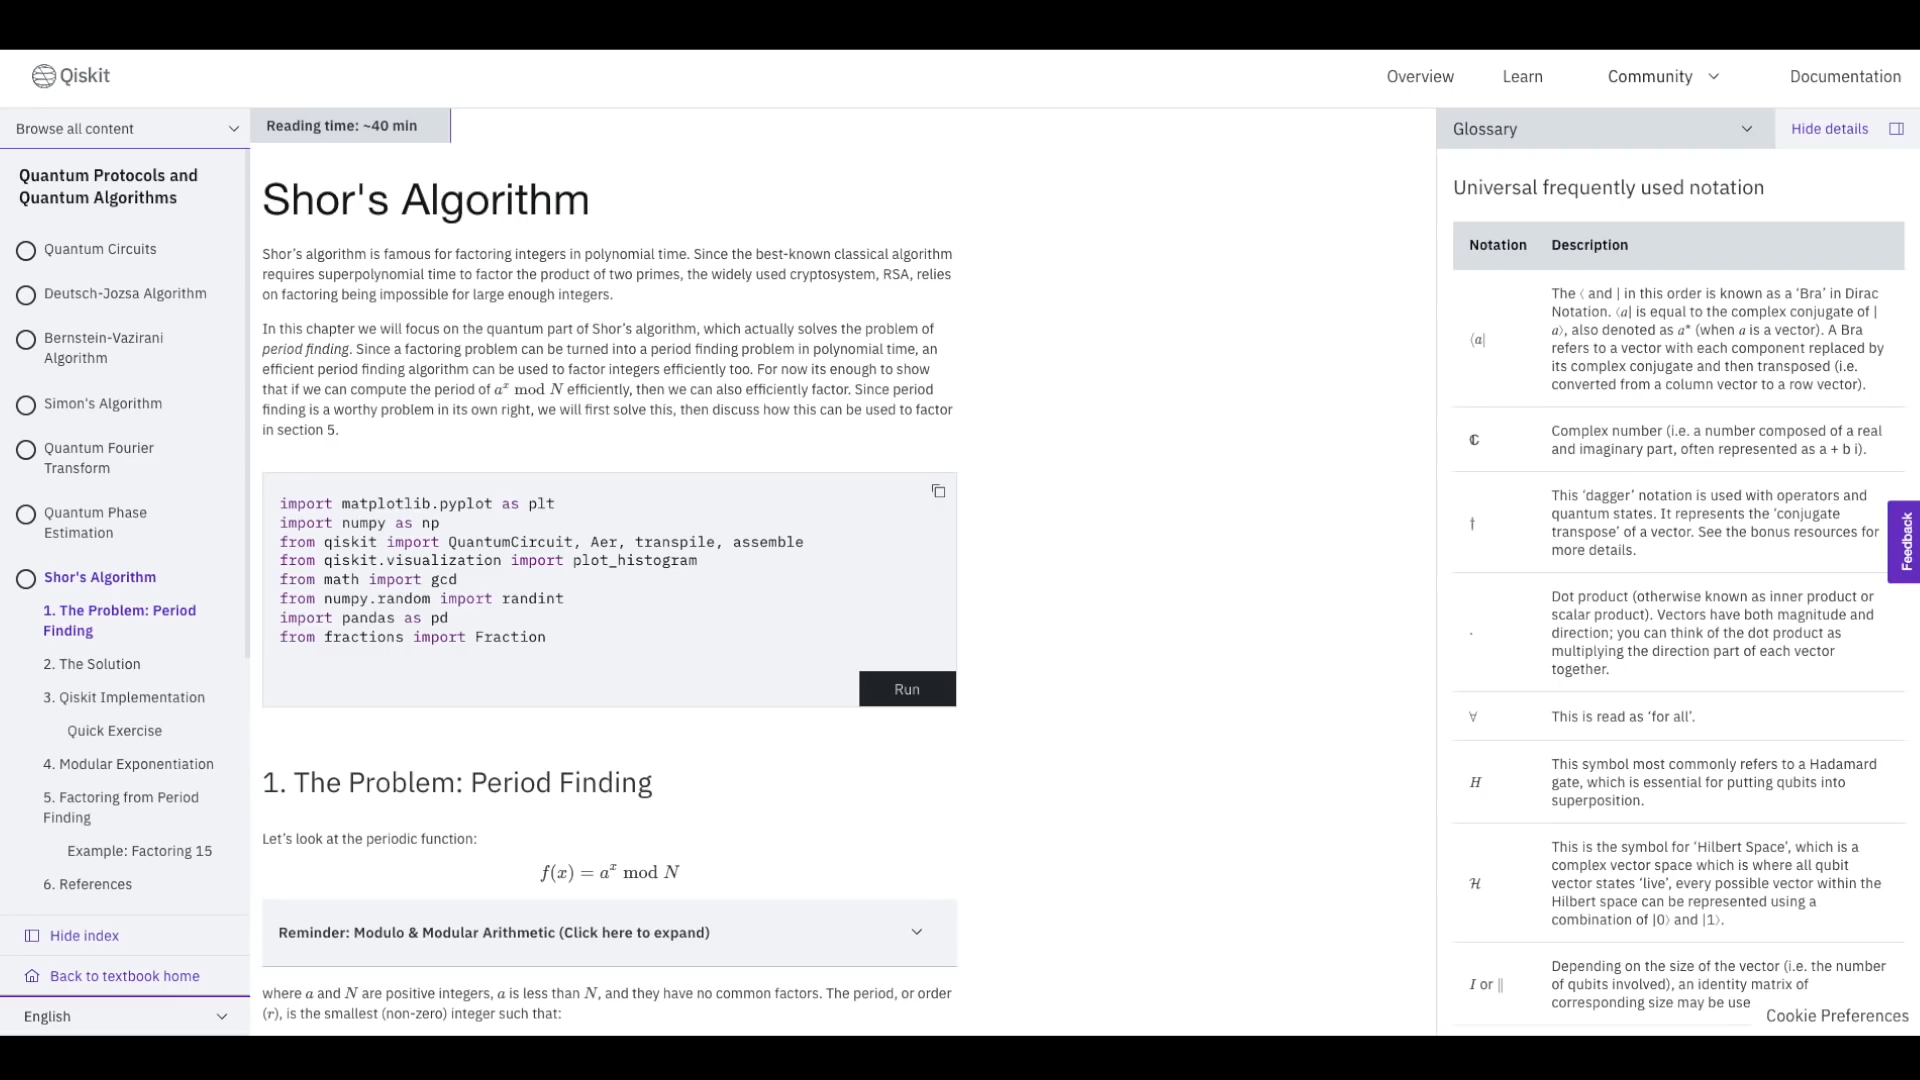 Qiskit
Overview
Learn
Community
Documentation
Browse all content
Quantum Protocols and
Quantum Algorithms
Quantum Circuits
Deutsch-Jozsa Algorithm
Bernstein-Vazirani
Algorithm
Simon's Algorithm
Quantum Fourier
Transform
Quantum Phase
Estimation
Shor's Algorithm
1. The Problem: Period
Finding
2. The Solution
3. Qiskit Implementation
Quick Exercise
4. Modular Exponentiation
5. Factoring from Period
Finding
Example: Factoring 15
6. References
Hide index
Back to textbook home
English
Reading time: ~40 min
Shor's Algorithm
Shor’s algorithm is famous for factoring integers in polynomial time. Since the best-known classical algorithm
requires superpolynomial time to factor the product of two primes, the widely used cryptosystem, RSA, relies
on factoring being impossible for large enough integers.
In this chapter we will focus on the quantum part of Shor’s algorithm, which actually solves the problem of
period finding. Since a factoring problem can be turned into a period finding problem in polynomial time, an
efficient period finding algorithm can be used to factor integers efficiently too. For now its enough to show
that if we can compute the period of aˣ mod N efficiently, then we can also efficiently factor. Since period
finding is a worthy problem in its own right, we will first solve this, then discuss how this can be used to factor
in section 5.
import matplotlib.pyplot as plt
import numpy as np
from qiskit import QuantumCircuit, Aer, transpile, assemble
from qiskit.visualization import plot_histogram
from math import gcd
from numpy.random import randint
import pandas as pd
from fractions import Fraction
Run
1. The Problem: Period Finding
Let’s look at the periodic function:
f(x) = aˣ mod N
Reminder: Modulo & Modular Arithmetic (Click here to expand)
where a and N are positive integers, a is less than N, and they have no common factors. The period, or order
(r), is the smallest (non-zero) integer such that:
Glossary
Hide details
Universal frequently used notation
Notation Description
⟨a|
The ⟨ and | in this order is known as a ‘Bra’ in Dirac
Notation. ⟨a| is equal to the complex conjugate of |
a⟩, also denoted as a* (when a is a vector). A Bra
refers to a vector with each component replaced by
its complex conjugate and then transposed (i.e.
converted from a column vector to a row vector).
ℂ
Complex number (i.e. a number composed of a real
and imaginary part, often represented as a + b i).
†
This ‘dagger’ notation is used with operators and
quantum states. It represents the ‘conjugate
transpose’ of a vector. See the bonus resources for
more details.
·
Dot product (otherwise known as inner product or
scalar product). Vectors have both magnitude and
direction; you can think of the dot product as
multiplying the direction part of each vector
together.
∀
This is read as ‘for all’.
H
This symbol most commonly refers to a Hadamard
gate, which is essential for putting qubits into
superposition.
ℋ
This is the symbol for ‘Hilbert Space’, which is a
complex vector space which is where all qubit
vector states ‘live’, every possible vector within the
Hilbert space can be represented using a
combination of |0⟩ and |1⟩.
I or ||
Depending on the size of the vector (i.e. the number
of qubits involved), an identity matrix of
corresponding size may be use
Feedback
Cookie Preferences